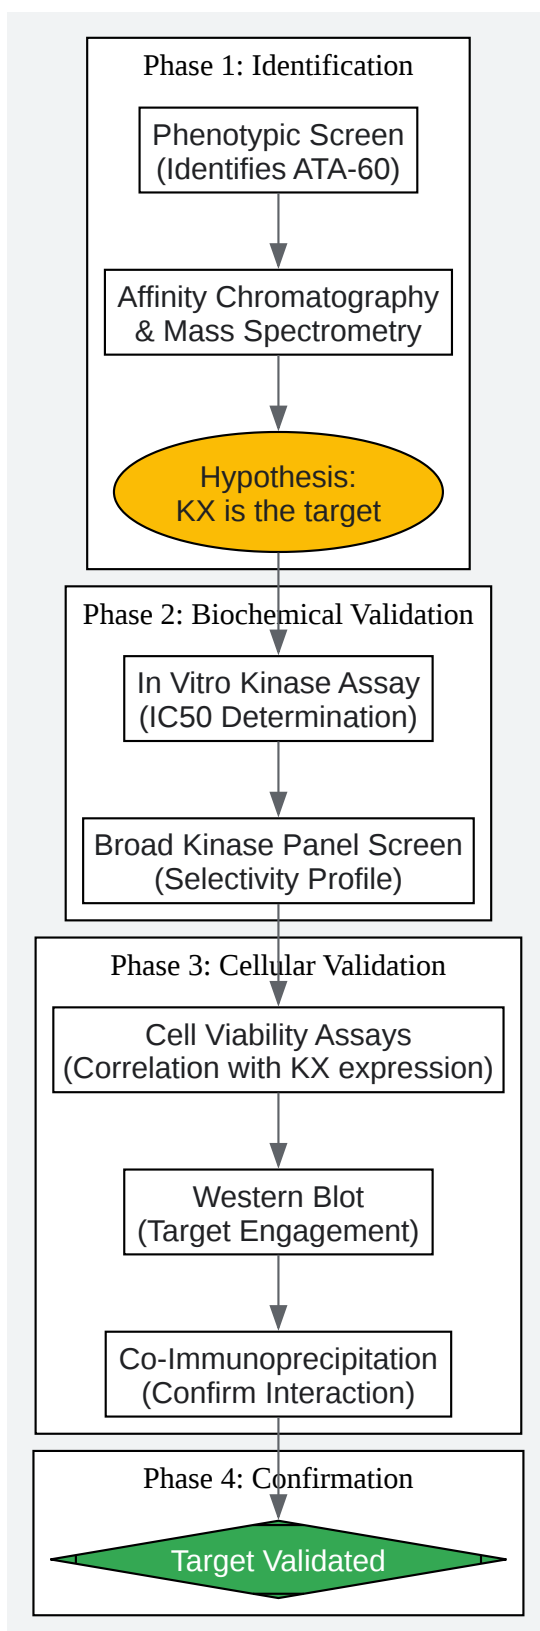 Phase 1: Identification
Phenotypic Screen
(Identifies ATA-60)
Affinity Chromatography
& Mass Spectrometry
Hypothesis:
KX is the target
Phase 2: Biochemical Validation
In Vitro Kinase Assay
(IC50 Determination)
Broad Kinase Panel Screen
(Selectivity Profile)
Phase 3: Cellular Validation
Cell Viability Assays
(Correlation with KX expression)
Western Blot
(Target Engagement)
Co-Immunoprecipitation
(Confirm Interaction)
Phase 4: Confirmation
Target Validated